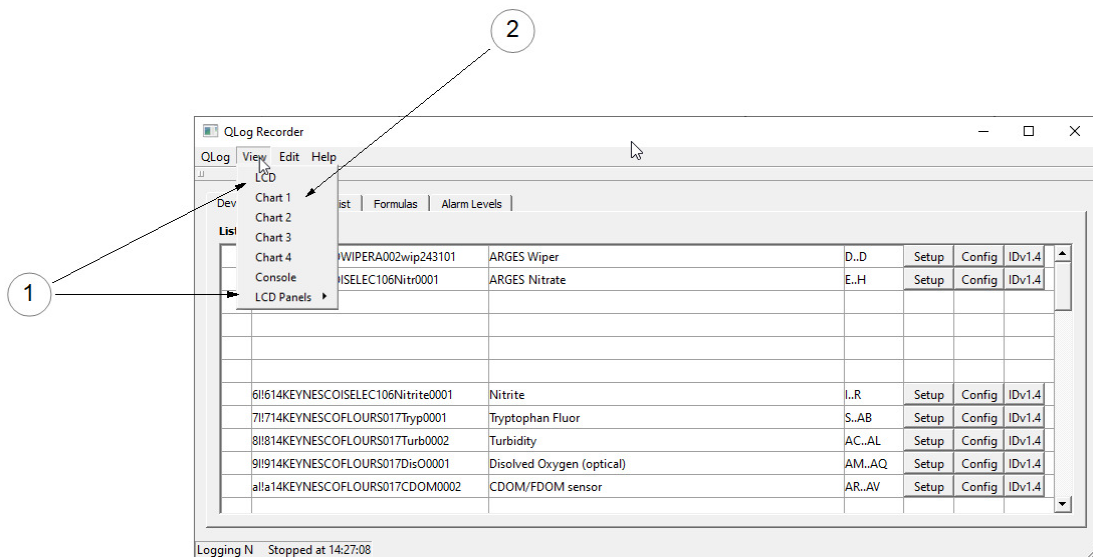 2
QLog Recorder
QLog View Edit Help
LCD
Chart 1
Dev ist Formulas Alarm Levels
Chart 2
List
Chart 3
Chart 4
Console
LCD Panels
1
WIPERA002wip243101 ARGES Wiper D..D Setup Config IDv1.4
ISELEC106Nitr0001 ARGES Nitrate E..H Setup Config IDv1.4
6I!614KEYNESCOISELEC106Nitrite0001 Nitrite I..R Setup Config IDv1.4
7I!714KEYNESCOFLOURS017Tryp0001 Tryptophan Fluor S..AB Setup Config IDv1.4
8I!814KEYNESCOFLOURS017Turb0002 Turbidity AC..AL Setup Config IDv1.4
9I!914KEYNESCOFLOURS017DisO0001 Disolved Oxygen (optical) AM..AQ Setup Config IDv1.4
aI!a14KEYNESCOFLOURS017CDOM0002 CDOM/FDOM sensor AR..AV Setup Config IDv1.4
Logging N Stopped at 14:27:08